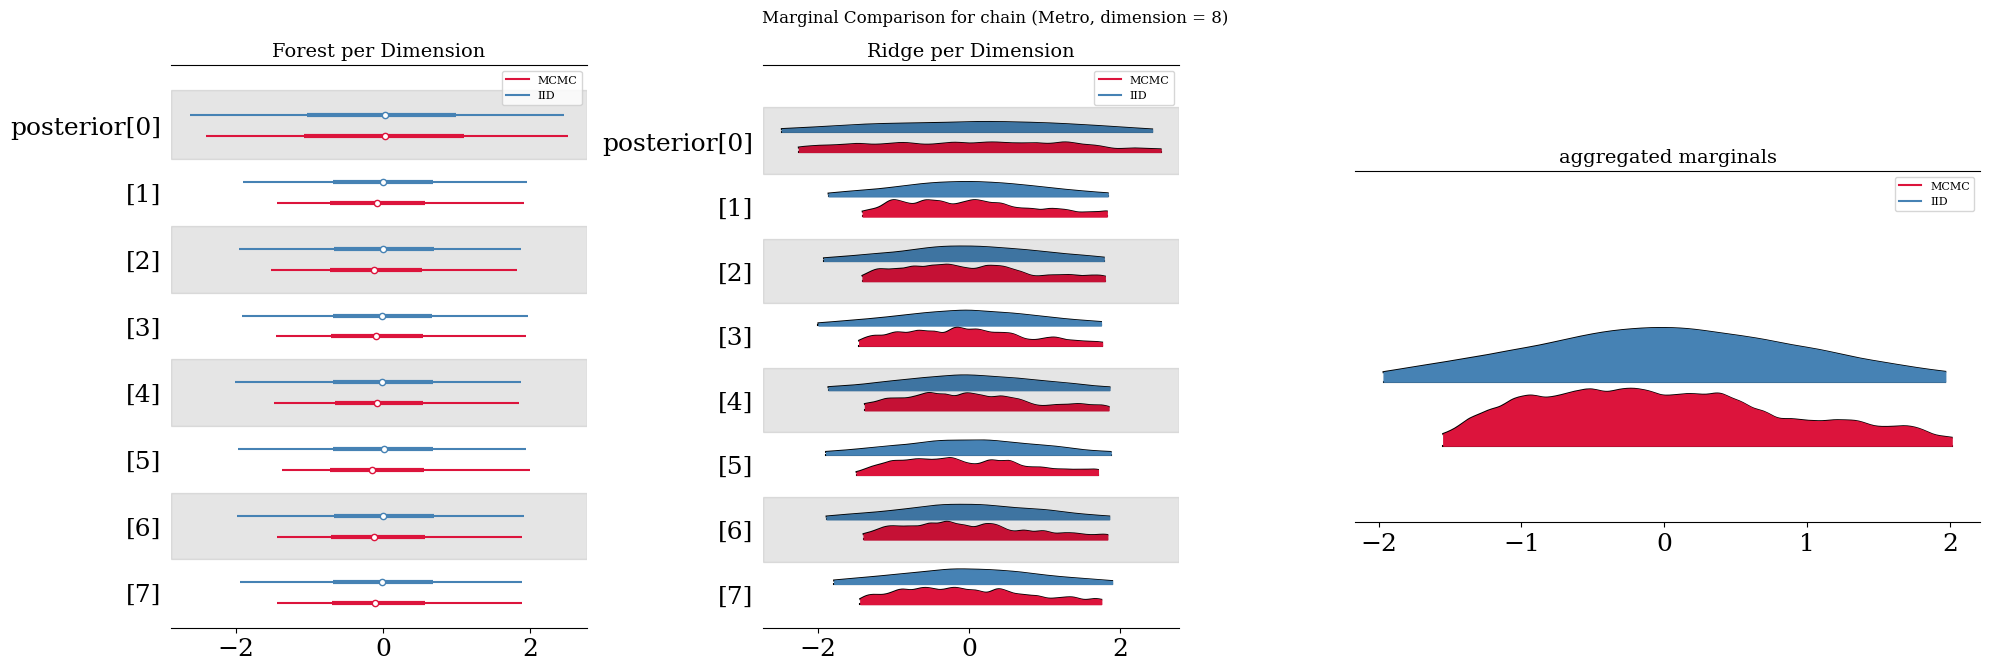 Marginal Comparison for chain (Metro, dimension = 8)
Forest per Dimension
MCMC
IID
posterior[0]
[1]
[2]
[3]
[4]
[5]
[6]
[7]
−2 0 2
Ridge per Dimension
MCMC
IID
posterior[0]
[1]
[2]
[3]
[4]
[5]
[6]
[7]
−2 0 2
aggregated marginals
MCMC
IID
−2 −1 0 1 2